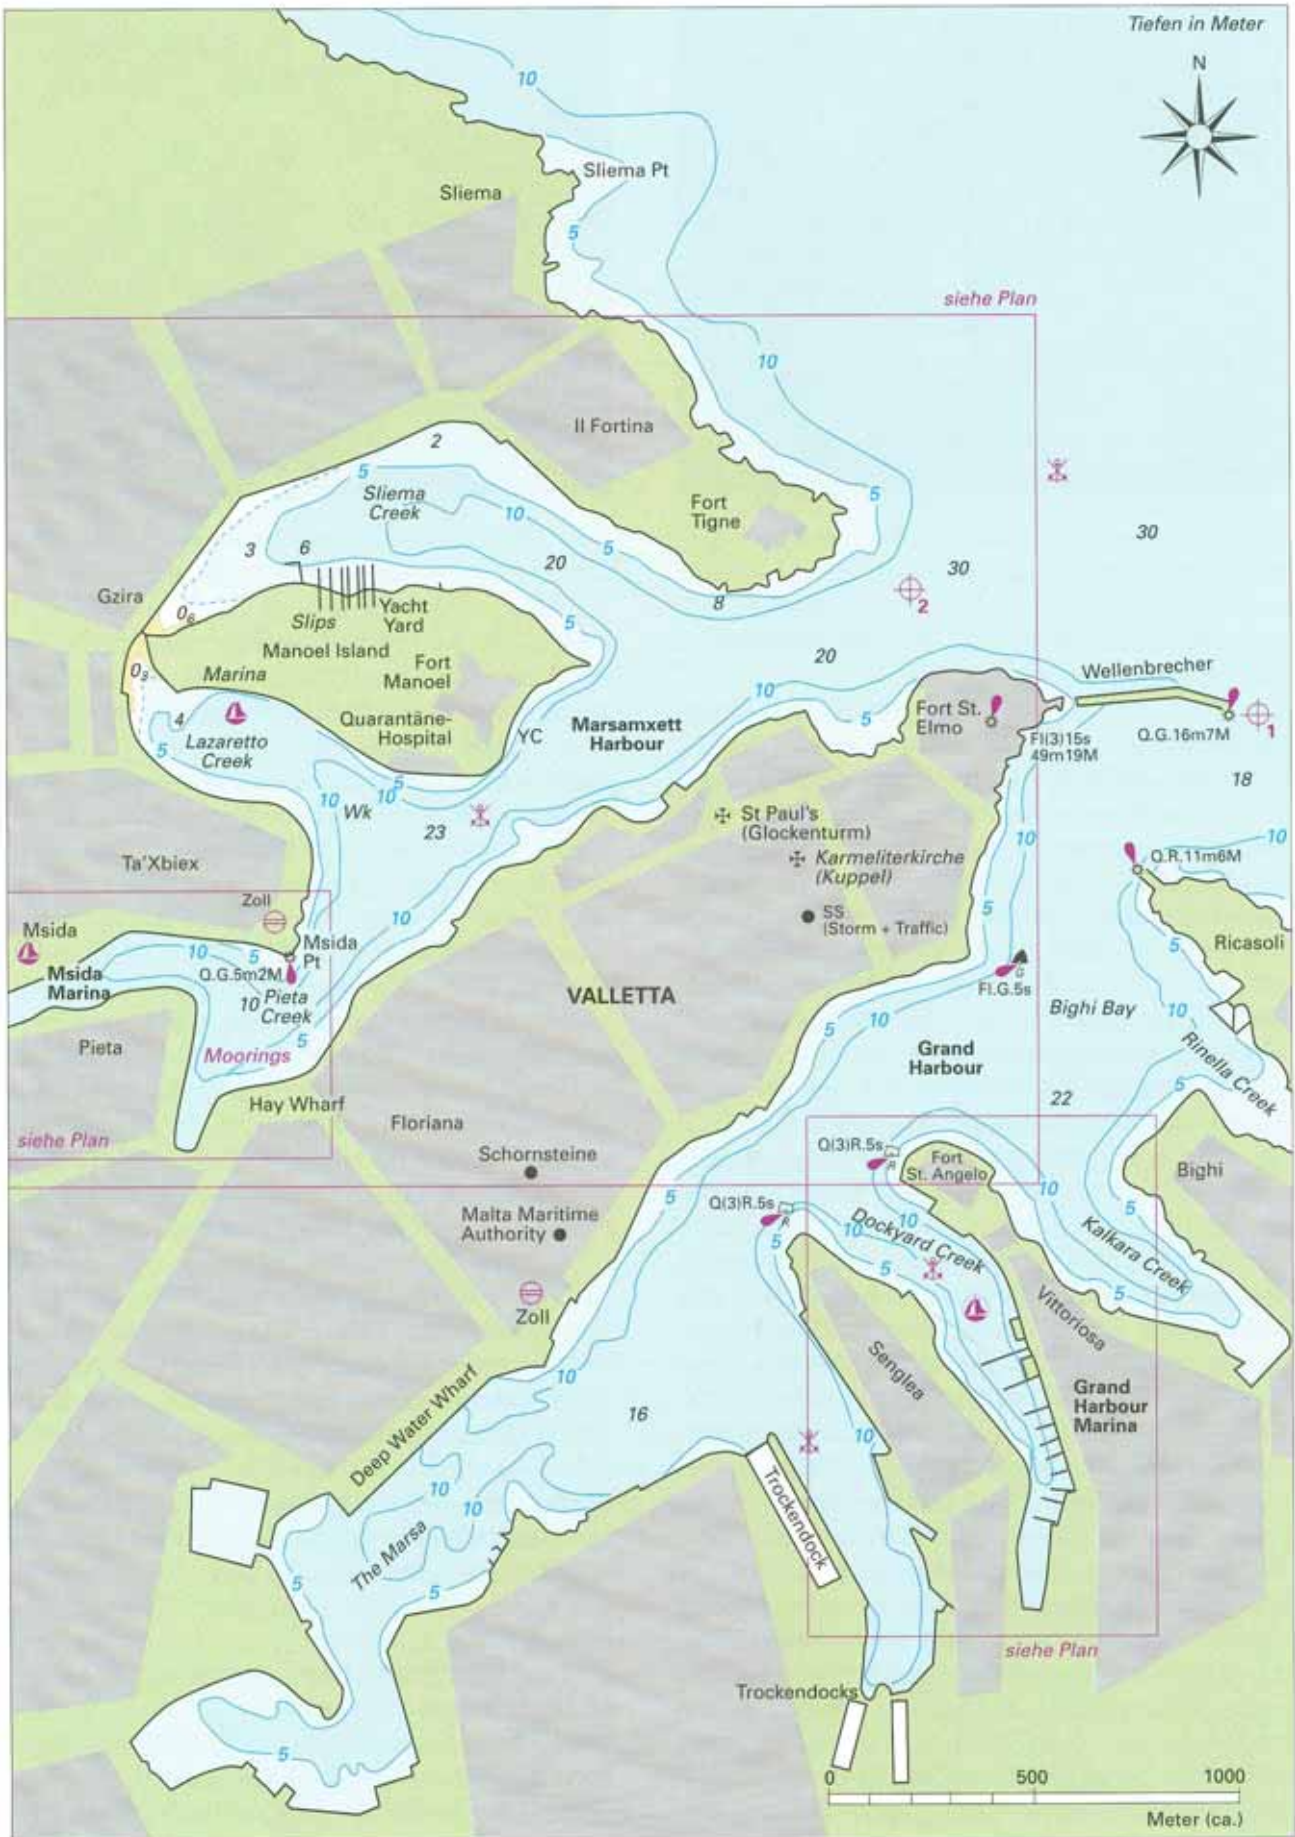 Tiefen in Meter
N
10
Sliema Pt
Sliema
5
siehe Plan
10
Il Fortina
2
5
Sliema
Creek
10
5
Fort
Tigne
5
30
3
6
20
30
Gzira
0₆
Slips
Yacht
Yard
8
2
5
Manoel Island
20
Marina
Fort
Manoel
0₃
10
Wellenbrecher
4
Quarantäne-
Hospital
YC
Marsamxett
Harbour
5
Fort St.
Elmo
Fl(3)15s
49m19M
Q.G.16m7M
1
Lazaretto
Creek
5
18
10
10
5
Wk
23
St Paul's
(Glockenturm)
10
10
Karmeliterkirche
(Kuppel)
Q.R.11m6M
Ta'Xbiex
Zoll
10
5
SS
(Storm + Traffic)
5
Ricasoli
Msida
Msida
Marina
10
5
Msida
Pt
Q.G.5m2M
10
Pieta
Creek
VALLETTA
G
Fl.G.5s
Bighi Bay
10
5
10
Pieta
Moorings
5
Grand
Harbour
Rinella Creek
5
Hay Wharf
22
siehe Plan
Floriana
Schornsteine
Q(3)R.5s
R
Fort
St. Angelo
Bighi
5
Q(3)R.5s
R
10
Malta Maritime
Authority
10
10
Dockyard Creek
5
Kalkara Creek
5
5
5
Zoll
Vittoriosa
Senglea
10
Deep Water Wharf
Grand
Harbour
Marina
16
10
10
10
Trockendock
The Marsa
5
5
siehe Plan
Trockendocks
5
0
500
1000
Meter (ca.)